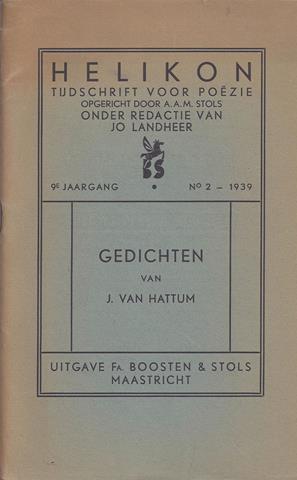 HELIKON
TIJDSCHRIFT VOOR POËZIE
OPGERICHT DOOR A.A.M. STOLS
ONDER REDACTIE VAN
JO LANDHEER
BS
9E JAARGANG • No 2 – 1939
GEDICHTEN
VAN
J. VAN HATTUM
UITGAVE FA. BOOSTEN & STOLS
MAASTRICHT